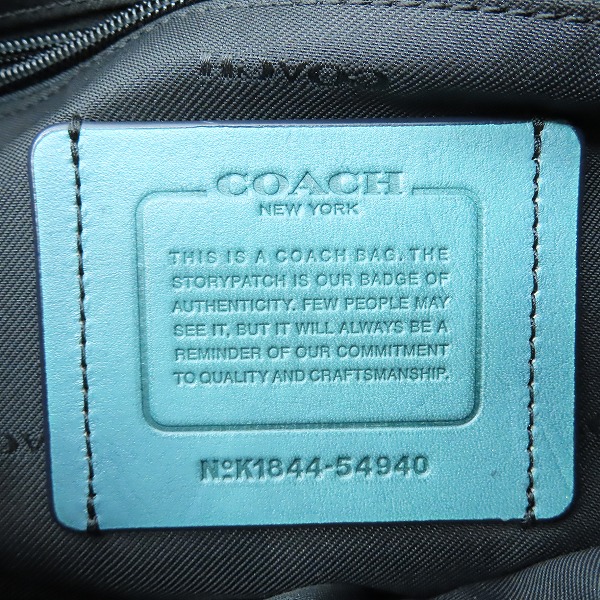 COACH
COACH
NEW YORK
THIS IS A COACH BAG. THE
STORYPATCH IS OUR BADGE OF
AUTHENTICITY. FEW PEOPLE MAY
SEE IT, BUT IT WILL ALWAYS BE A
REMINDER OF OUR COMMITMENT
TO QUALITY AND CRAFTSMANSHIP.
NoK1844-54940